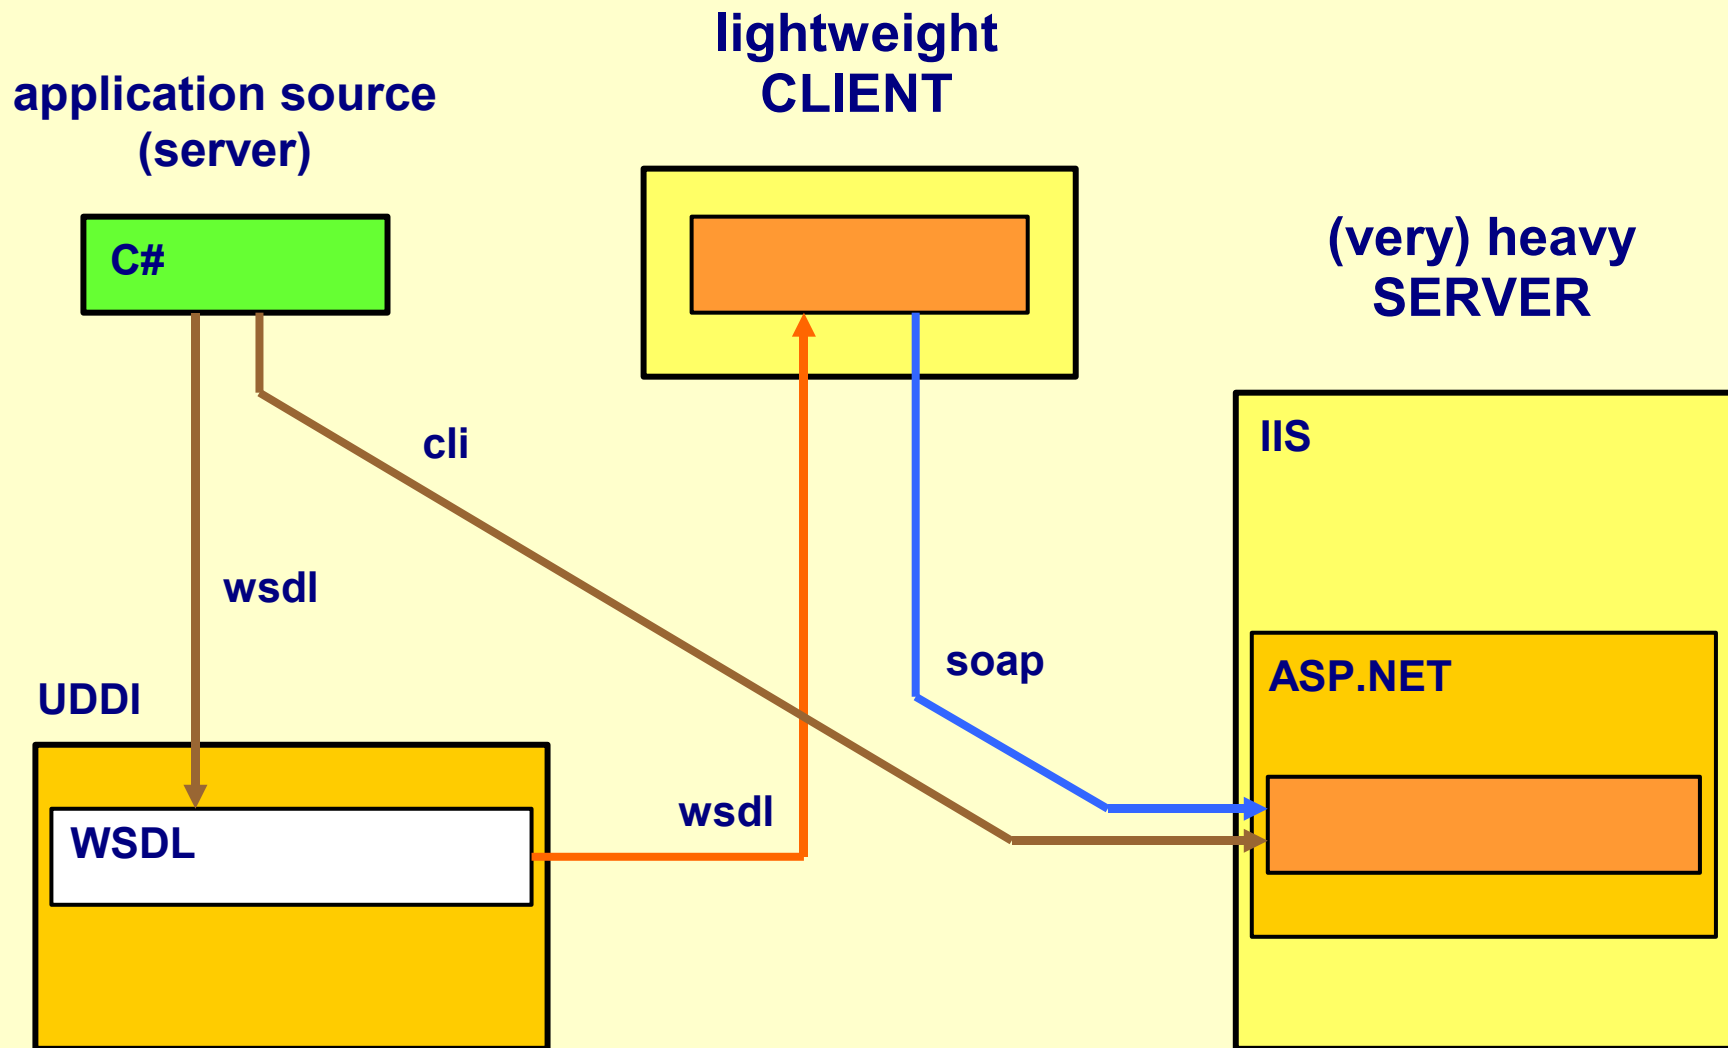 lightweight
CLIENT
application source
(server)
C#
(very) heavy
SERVER
cli
IIS
wsdl
soap
ASP.NET
UDDI
wsdl
WSDL